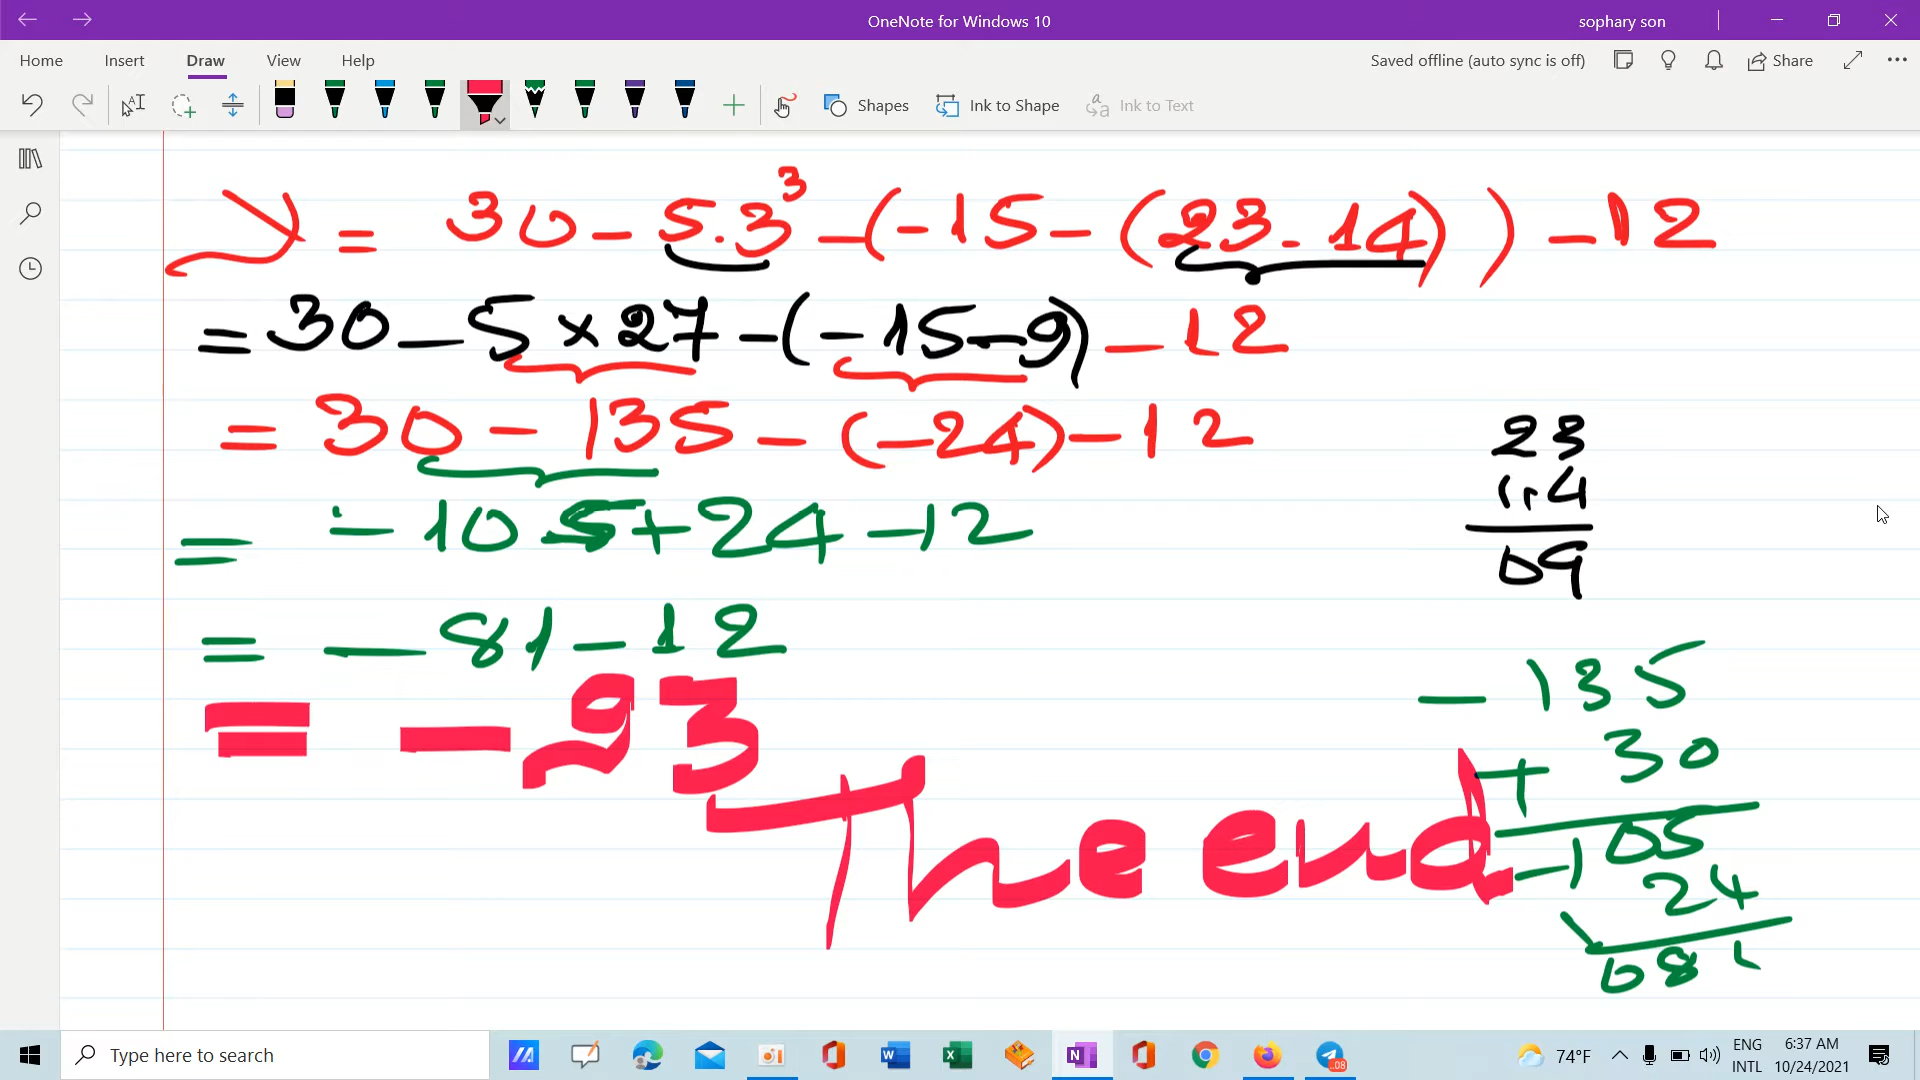 OneNote for Windows 10
sophary son
Home Insert Draw View Help
Saved offline (auto sync is off)
Share
Shapes
Ink to Shape
Ink to Text
y = 30 - 5.3³ - (-15 - (23 - 14)) - 12
= 30 - 5 × 27 - (-15 - 9) - 12
= 30 - 135 - (-24) - 12
= -105 + 24 - 12
= -81 - 12
= -93
The end
23
14
09
-135
+ 30
-105
24
081
Type here to search
08
74°F
ENG
INTL
6:37 AM
10/24/2021